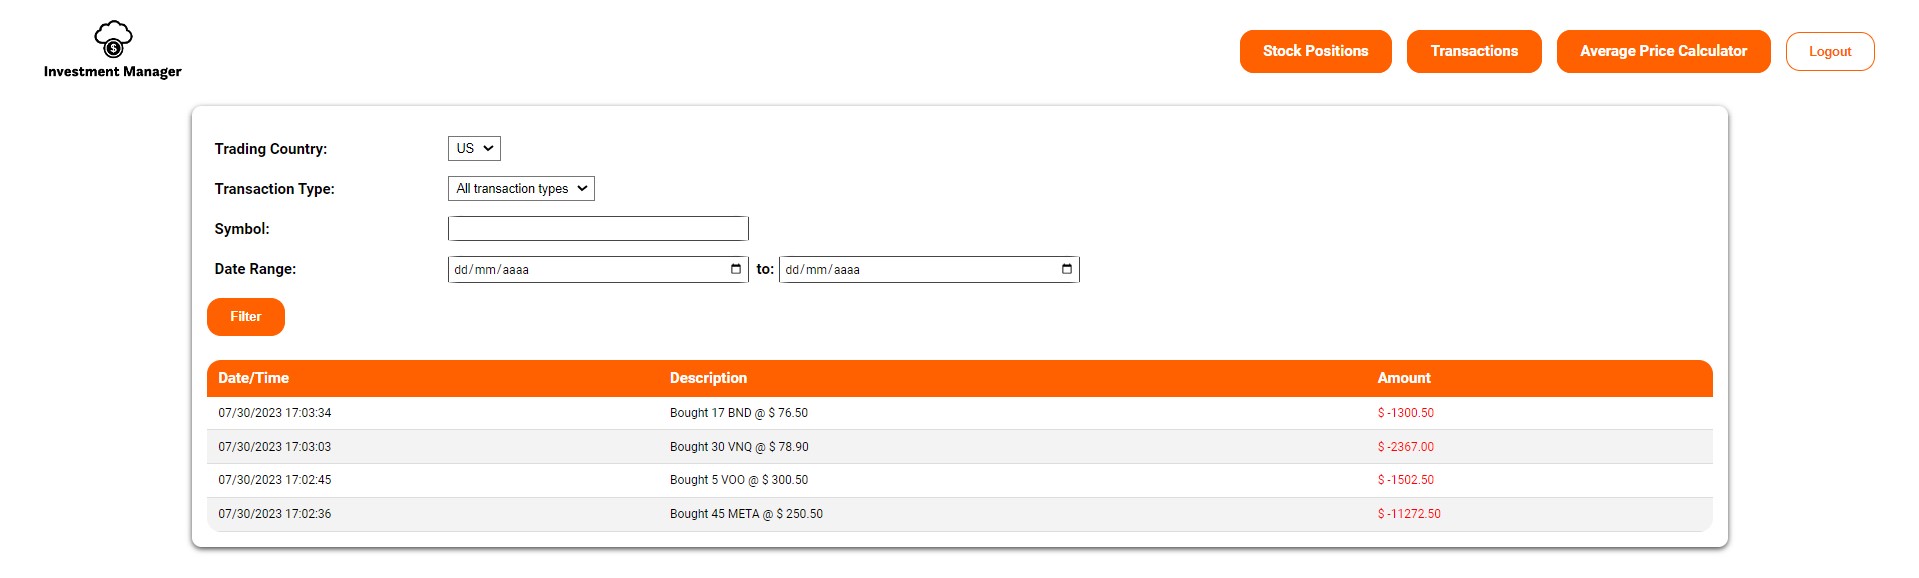 $
Investment Manager
Stock Positions Transactions Average Price Calculator Logout
Trading Country: US
Transaction Type: All transaction types
Symbol:
Date Range: dd/mm/aaaa to: dd/mm/aaaa
Filter
Date/Time Description Amount
07/30/2023 17:03:34 Bought 17 BND @ $ 76.50 $ -1300.50
07/30/2023 17:03:03 Bought 30 VNQ @ $ 78.90 $ -2367.00
07/30/2023 17:02:45 Bought 5 VOO @ $ 300.50 $ -1502.50
07/30/2023 17:02:36 Bought 45 META @ $ 250.50 $ -11272.50